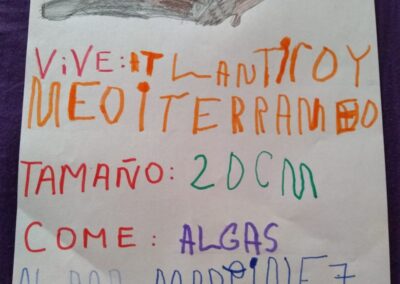 ViVE: ATLANTICO Y
MEDITERRANEO
TAMAÑO: 20CM
COME: ALGAS